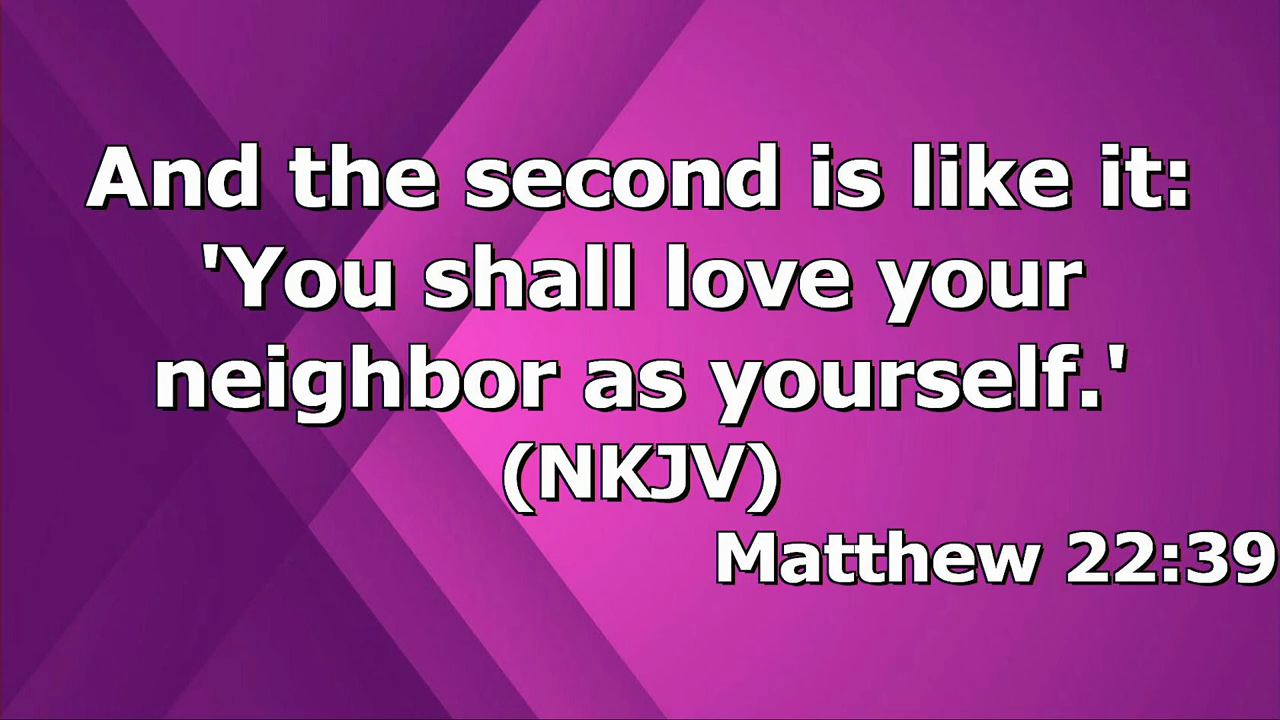 And the second is like it:
'You shall love your
neighbor as yourself.'
(NKJV)
Matthew 22:39